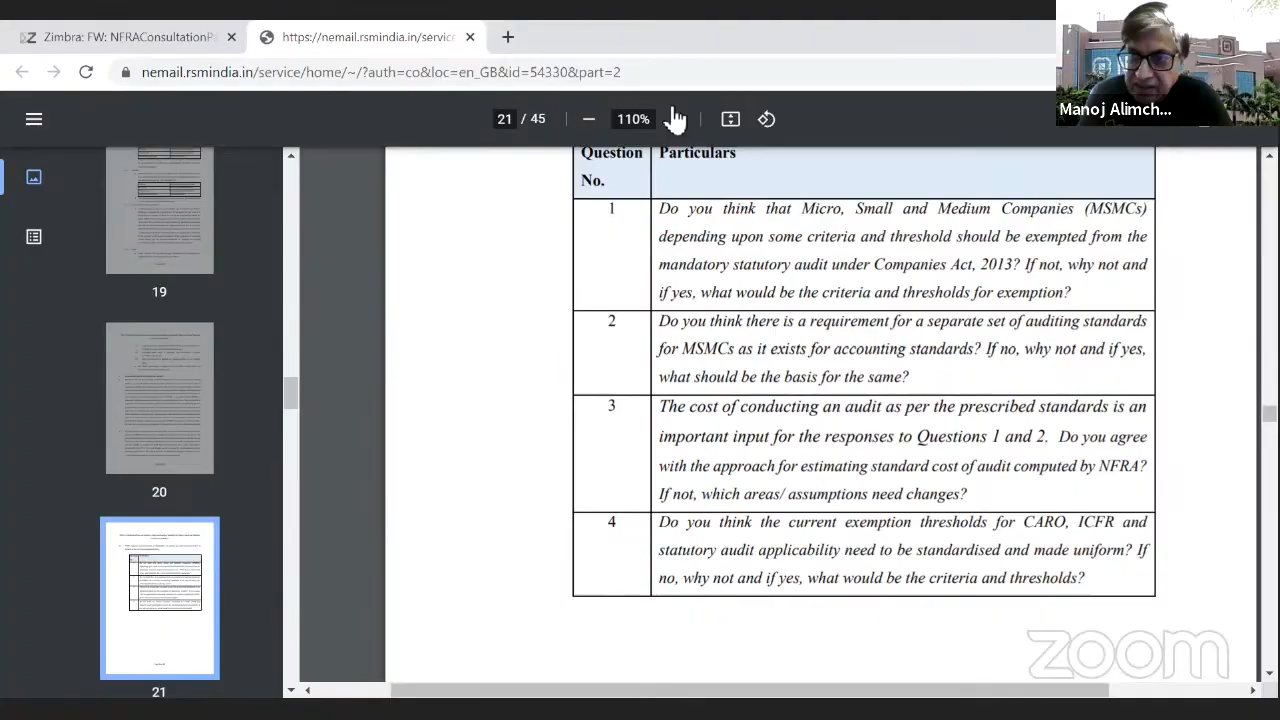 Zimbra: FW: NFRAConsultationPa
https://nemail.rsmindia.in/service
nemail.rsmindia.in/service/home/~/?auth=co&loc=en_GB&id=54330&part=2
Manoj Alimch...
21 / 45
110%
19
20
21
Question No.
Particulars
1
Do you think that Micro, Small and Medium Companies (MSMCs)
depending upon some criteria and threshold should be exempted from the
mandatory statutory audit under Companies Act, 2013? If not, why not and
if yes, what would be the criteria and thresholds for exemption?
2
Do you think there is a requirement for a separate set of auditing standards
for MSMCs as it exists for accounting standards? If no, why not and if yes,
what should be the basis for the same?
3
The cost of conducting an audit as per the prescribed standards is an
important input for the responses to Questions 1 and 2. Do you agree
with the approach for estimating standard cost of audit computed by NFRA?
If not, which areas/ assumptions need changes?
4
Do you think the current exemption thresholds for CARO, ICFR and
statutory audit applicability need to be standardised and made uniform? If
no, why not and if yes, what would be the criteria and thresholds?
zoom